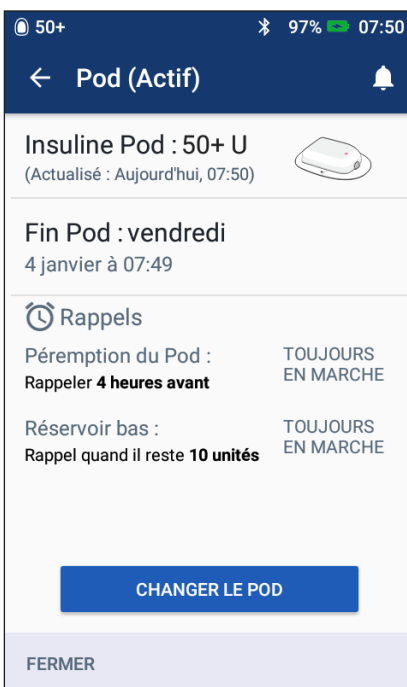 50+ 97% 07:50
Pod (Actif)
Insuline Pod : 50+ U
(Actualisé : Aujourd'hui, 07:50)
Fin Pod : vendredi
4 janvier à 07:49
Rappels
Péremption du Pod :
Rappeler 4 heures avant
TOUJOURS
EN MARCHE
Réservoir bas :
Rappel quand il reste 10 unités
TOUJOURS
EN MARCHE
CHANGER LE POD
FERMER